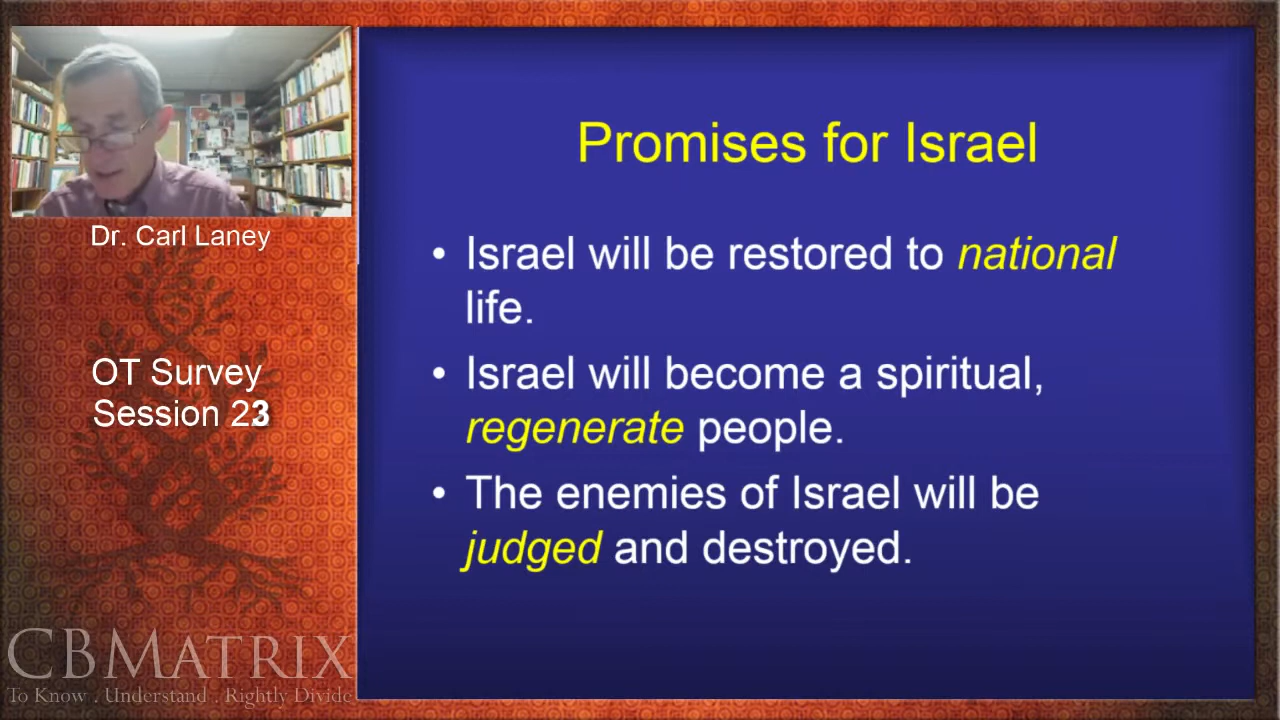 Dr. Carl Laney
OT Survey
Session 23
CBMATRIX
To Know . Understand . Rightly Divide
Promises for Israel
• Israel will be restored to national
life.
• Israel will become a spiritual,
regenerate people.
• The enemies of Israel will be
judged and destroyed.